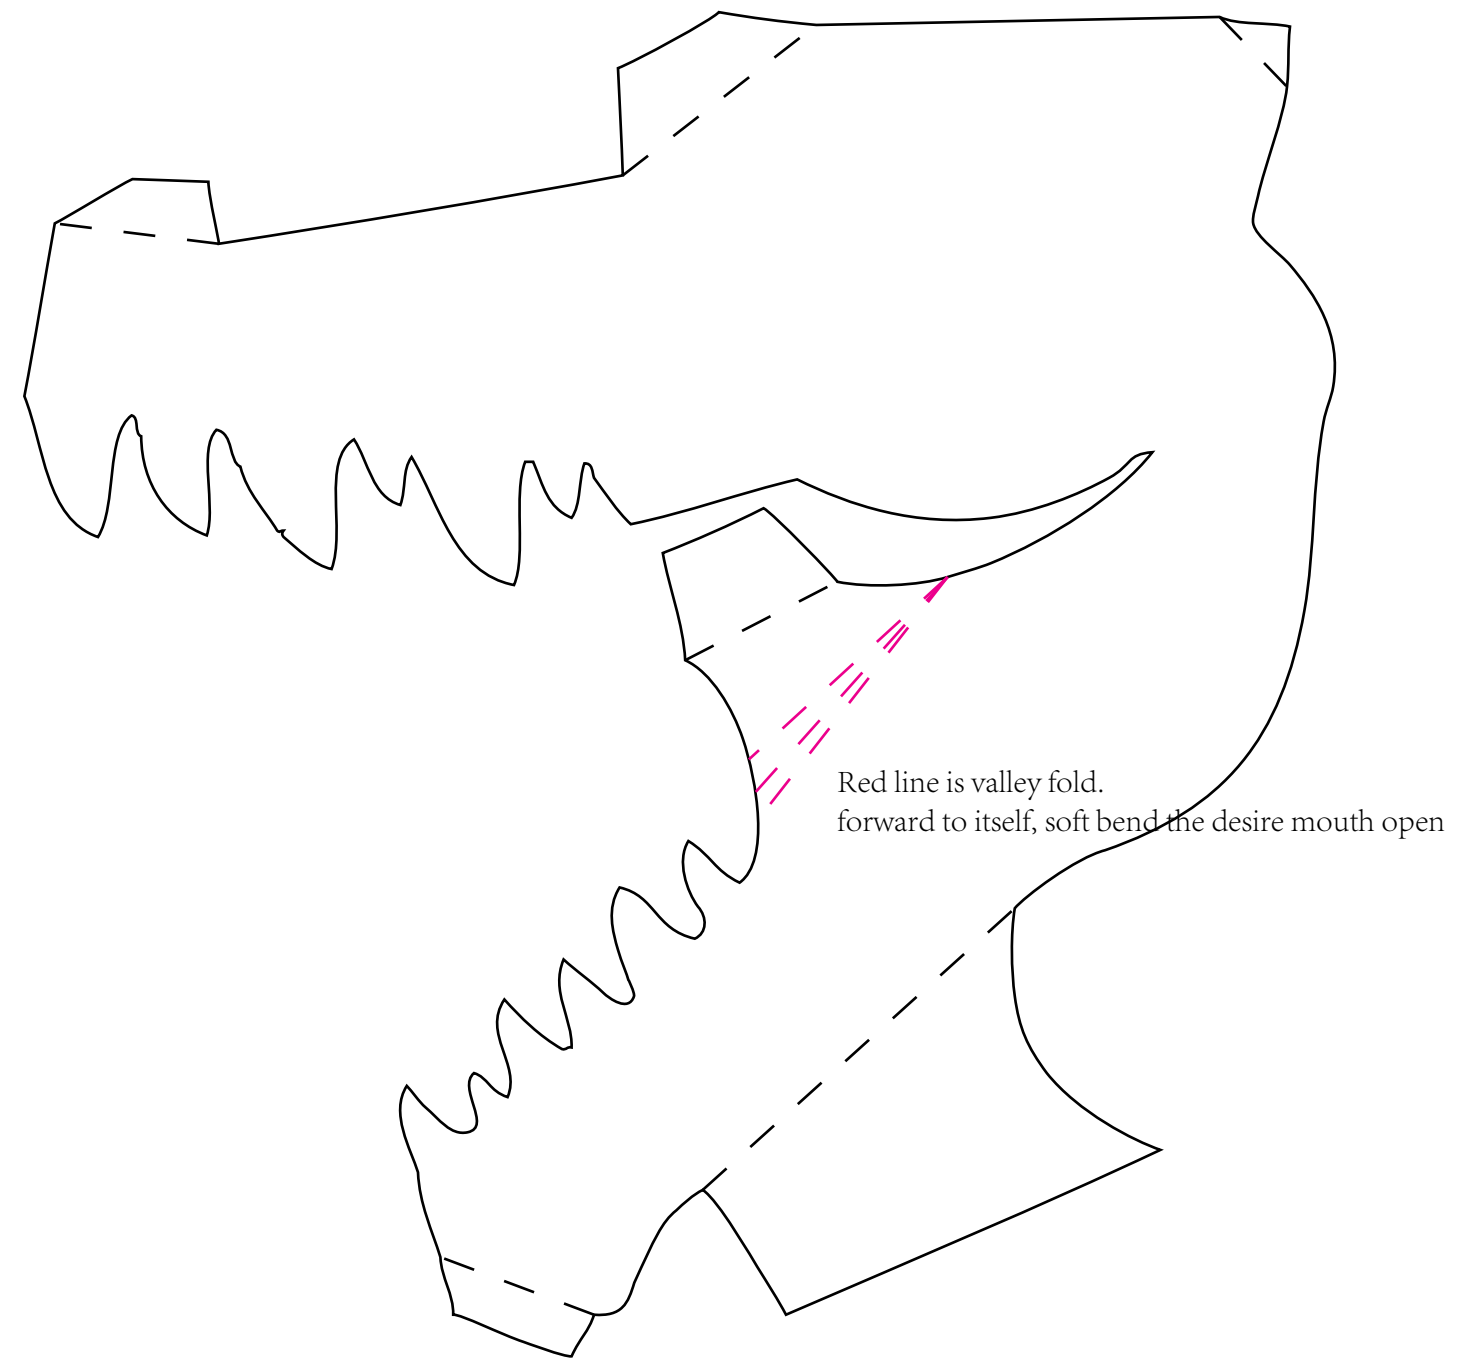 Red line is valley fold.
forward to itself, soft bend the desire mouth open